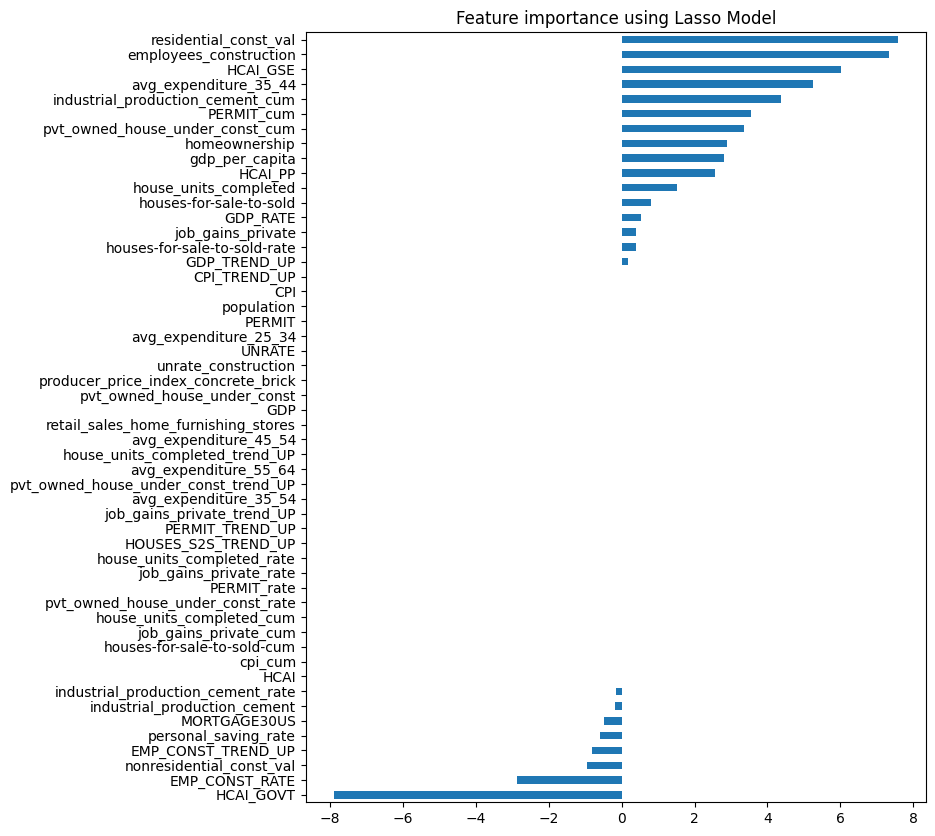 Feature importance using Lasso Model
residential_const_val
employees_construction
HCAI_GSE
avg_expenditure_35_44
industrial_production_cement_cum
PERMIT_cum
pvt_owned_house_under_const_cum
homeownership
gdp_per_capita
HCAI_PP
house_units_completed
houses-for-sale-to-sold
GDP_RATE
job_gains_private
houses-for-sale-to-sold-rate
GDP_TREND_UP
CPI_TREND_UP
CPI
population
PERMIT
avg_expenditure_25_34
UNRATE
unrate_construction
producer_price_index_concrete_brick
pvt_owned_house_under_const
GDP
retail_sales_home_furnishing_stores
avg_expenditure_45_54
house_units_completed_trend_UP
avg_expenditure_55_64
pvt_owned_house_under_const_trend_UP
avg_expenditure_35_54
job_gains_private_trend_UP
PERMIT_TREND_UP
HOUSES_S2S_TREND_UP
house_units_completed_rate
job_gains_private_rate
PERMIT_rate
pvt_owned_house_under_const_rate
house_units_completed_cum
job_gains_private_cum
houses-for-sale-to-sold-cum
cpi_cum
HCAI
industrial_production_cement_rate
industrial_production_cement
MORTGAGE30US
personal_saving_rate
EMP_CONST_TREND_UP
nonresidential_const_val
EMP_CONST_RATE
HCAI_GOVT
−8 −6 −4 −2 0 2 4 6 8